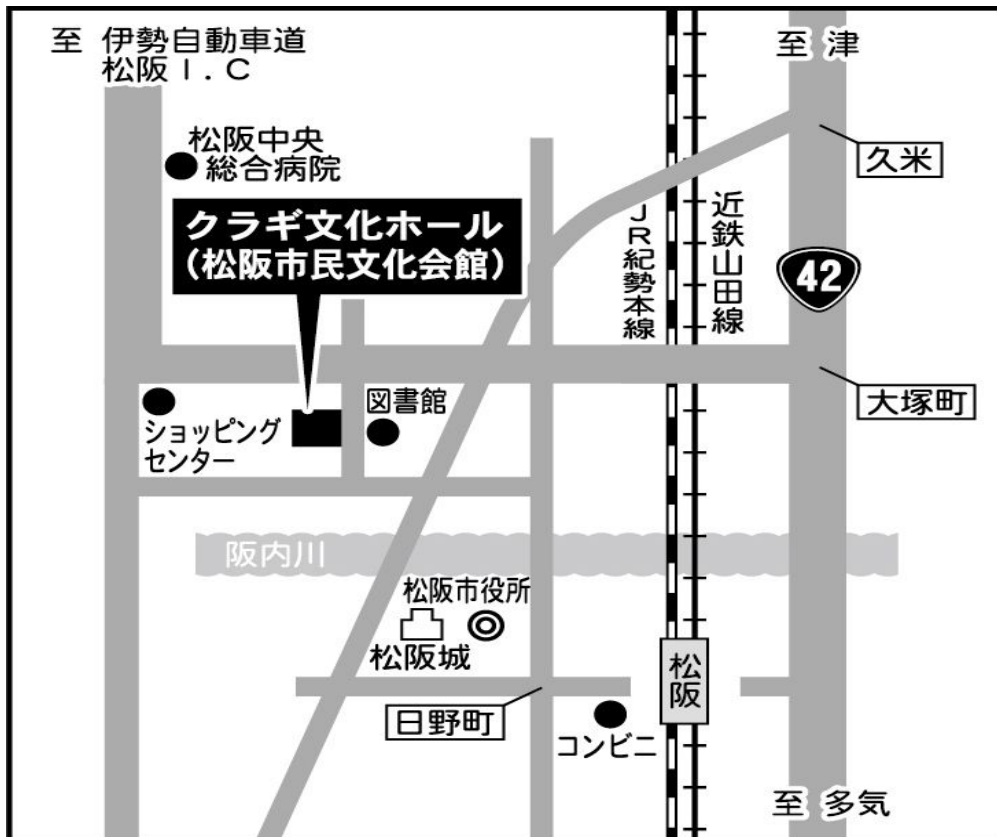 至 伊勢自動車道
松阪I.C
至 津
松阪中央
総合病院
久米
クラギ文化ホール
(松阪市民文化会館)
JR紀勢本線
近鉄山田線
42
図書館
大塚町
ショッピング
センター
阪内川
松阪市役所
松阪城
松阪
日野町
コンビニ
至 多気